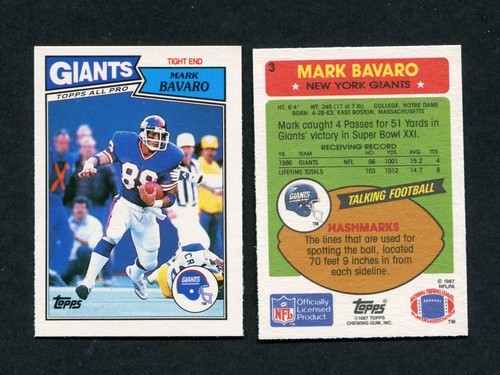 GIANTS
TIGHT END
MARK
BAVARO
TOPPS ALL PRO
88
GIANTS
topps
3
MARK BAVARO
★ NEW YORK GIANTS ★
HT: 6'4" WT: 245 (17 of 7 lb) COLLEGE: NOTRE DAME
BORN: 4-28-63, EAST BOSTON, MASSACHUSETTS
Mark caught 4 Passes for 51 Yards in
Giants' victory in Super Bowl XXI.
RECEIVING RECORD
YR. TEAM NO. YDS. AVG. TDS
1986 GIANTS NFL 66 1001 15.2 4
LIFETIME TOTALS 103 1512 14.7 8
GIANTS
TALKING FOOTBALL
HASHMARKS
The lines that are used for
spotting the ball, located
70 feet 9 inches in from
each sideline.
NFL
Officially
Licensed
Product
topps
©1987 TOPPS
CHEWING GUM, INC.
© 1987
NFLPA
TM